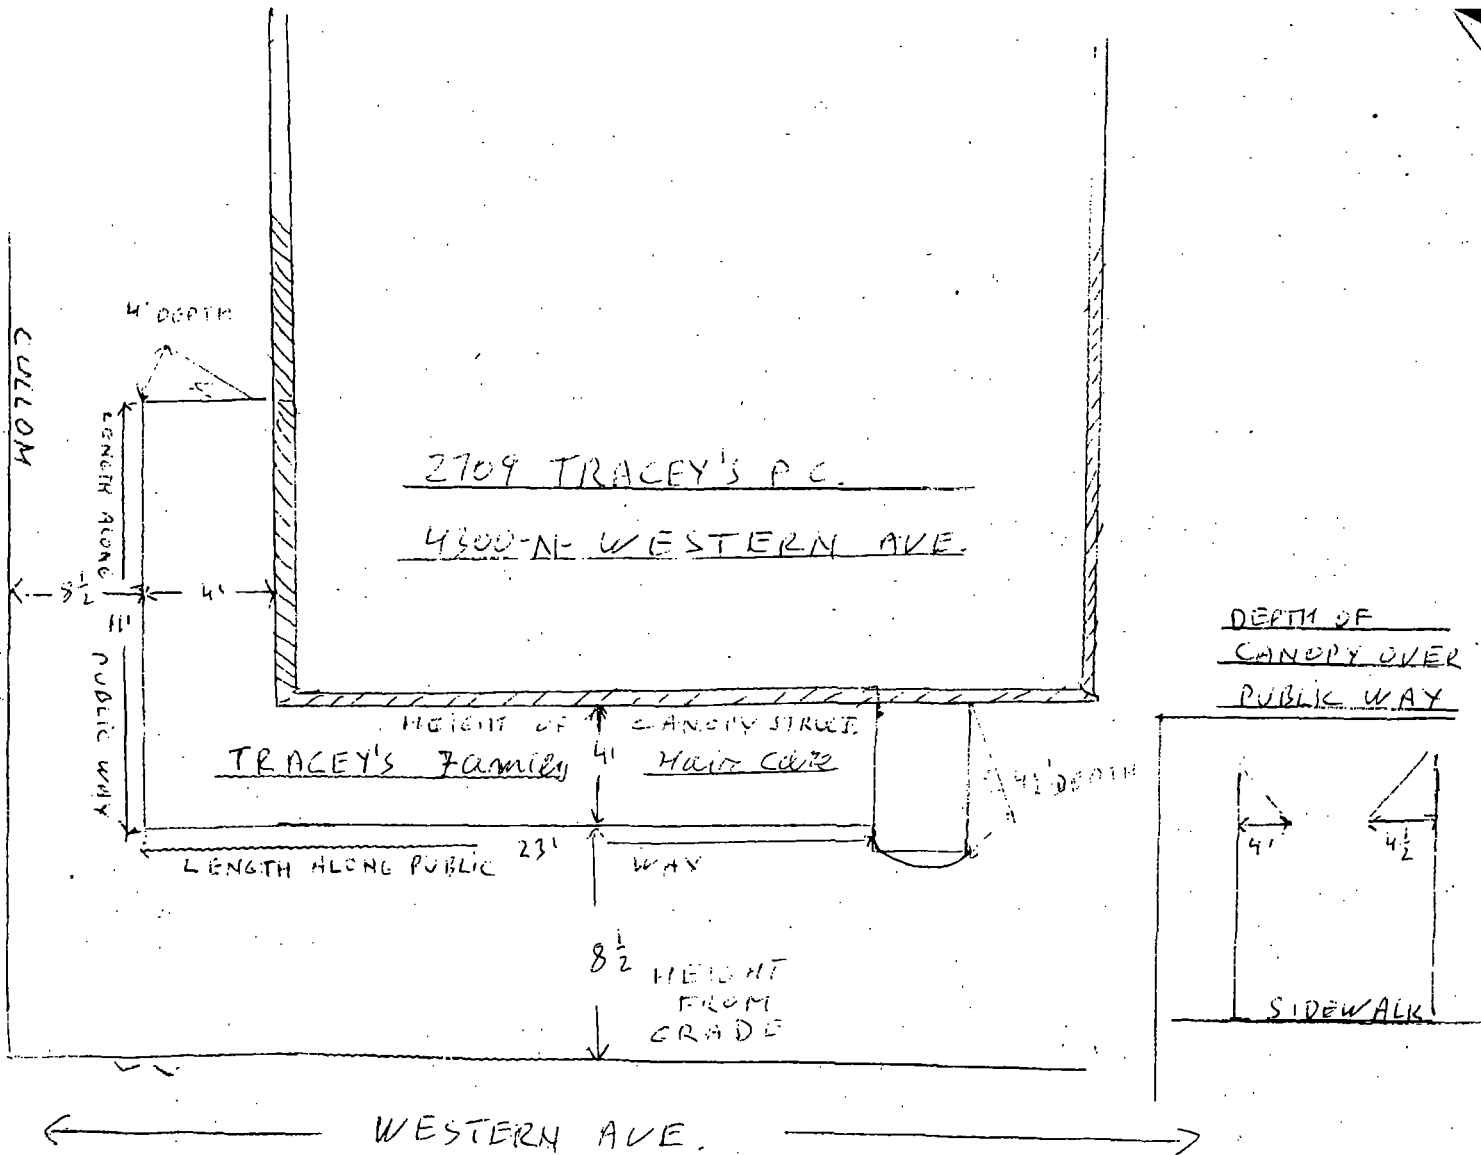 4' DEPTH
CULLOM
LENGTH ALONG
11'
PUBLIC WAY
2709 TRACEY'S P.C.
4300-N- WESTERN AVE.
8½
4'
DEPTH OF
CANOPY OVER
PUBLIC WAY
HEIGHT OF CANOPY STRUCT.
4'
TRACEY'S Family Hair Care
4½' DEPTH
4'
4½
23'
LENGTH ALONG PUBLIC WAY
8½
HEIGHT
FROM
GRADE
SIDEWALK
WESTERN AVE.